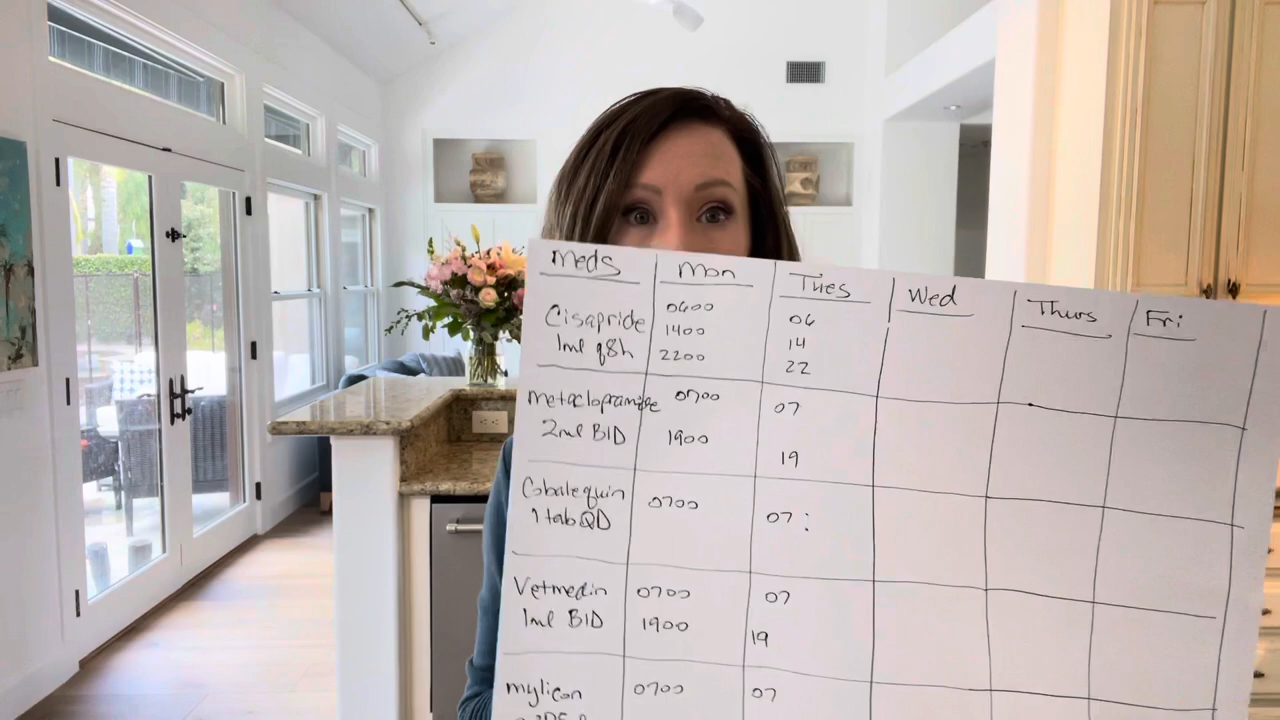 Meds Mon Tues Wed Thurs Fri
Cisapride 0600 06
1ml q8h 1400 14
2200 22
Metaclopramide 0700 07
2ml BID 1900 19
Cobalequin 0700 07:
1 tab QD
Vetmedin 0700 07
1ml BID 1900 19
mylicon 0700 07